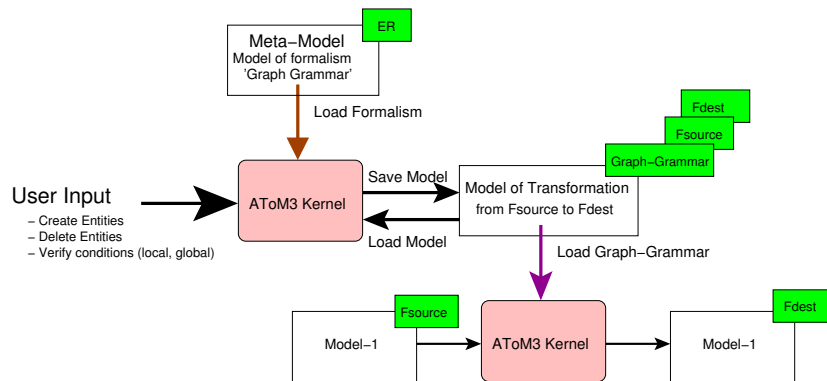 ER
Meta−Model
Model of formalism
'Graph Grammar'
Load Formalism
Fdest
Fsource
Graph−Grammar
User Input
− Create Entities
− Delete Entities
− Verify conditions (local, global)
AToM3 Kernel
Save Model
Load Model
Model of Transformation
from Fsource to Fdest
Load Graph−Grammar
Fsource
Model−1
AToM3 Kernel
Fdest
Model−1